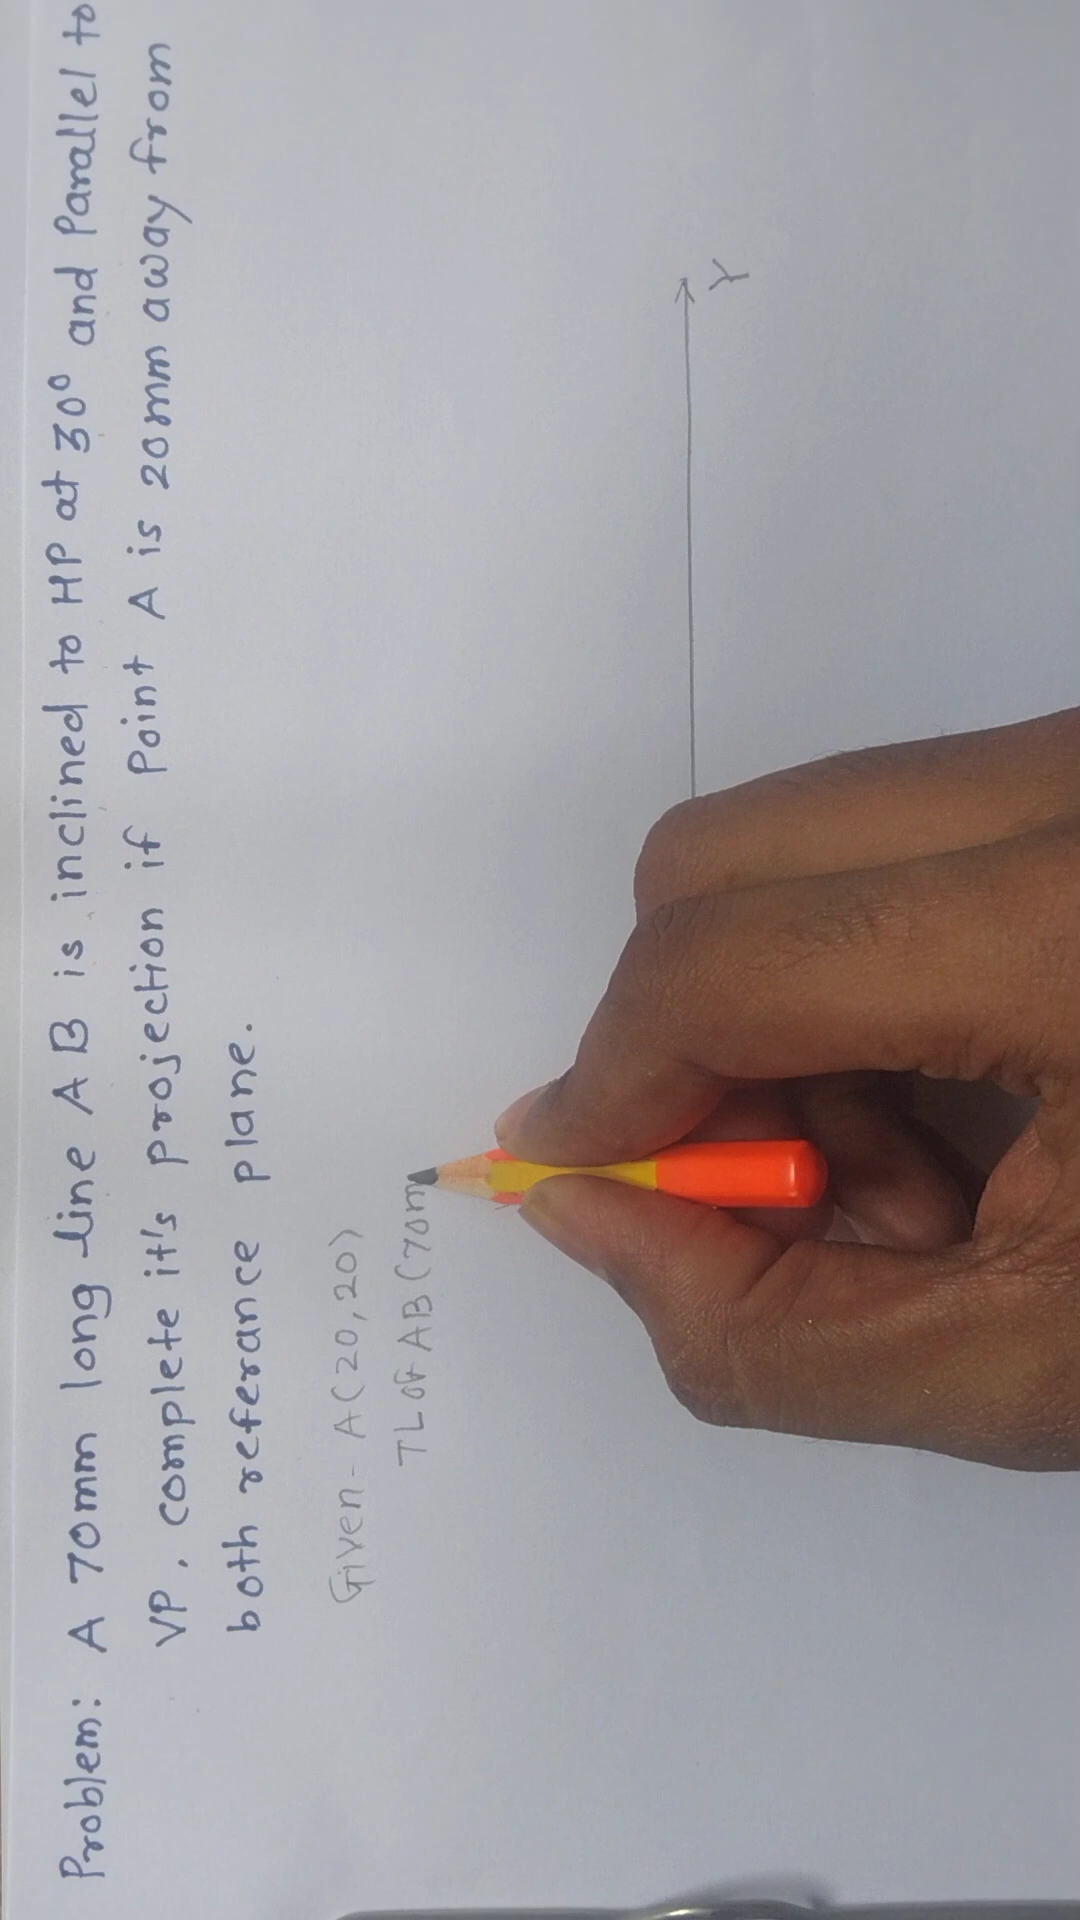 Problem: A 70mm long line AB is inclined to HP at 30° and Parallel to
VP, complete it's projection if Point A is 20mm away from
both referance plane.
Given - A(20,20)
TL of AB (70m
Y